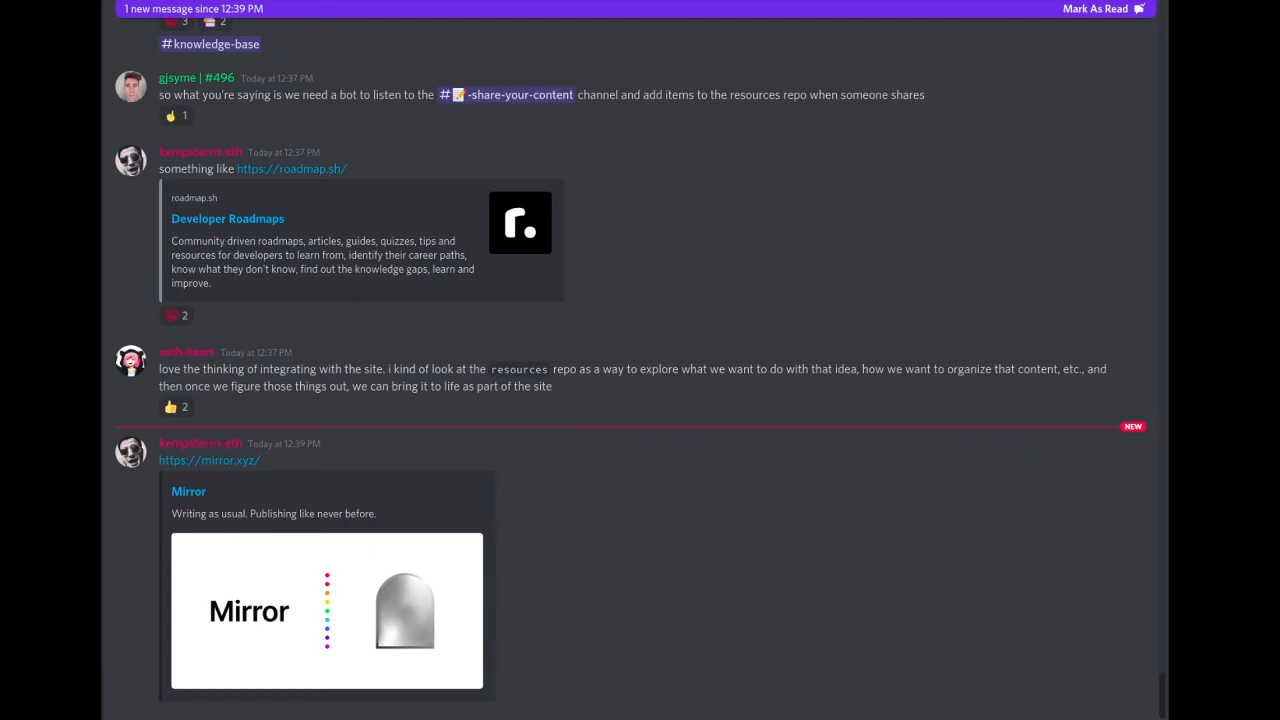 1 new message since 12:39 PM
Mark As Read
3 2
#knowledge-base
gjsyme | #496 Today at 12:37 PM
so what you're saying is we need a bot to listen to the #📝-share-your-content channel and add items to the resources repo when someone shares
1
kempsterrrr.eth Today at 12:37 PM
something like https://roadmap.sh/
roadmap.sh
Developer Roadmaps
Community driven roadmaps, articles, guides, quizzes, tips and
resources for developers to learn from, identify their career paths,
know what they don't know, find out the knowledge gaps, learn and
improve.
2
with-heart Today at 12:37 PM
love the thinking of integrating with the site. i kind of look at the resources repo as a way to explore what we want to do with that idea, how we want to organize that content, etc., and
then once we figure those things out, we can bring it to life as part of the site
2
NEW
kempsterrrr.eth Today at 12:39 PM
https://mirror.xyz/
Mirror
Writing as usual. Publishing like never before.
Mirror